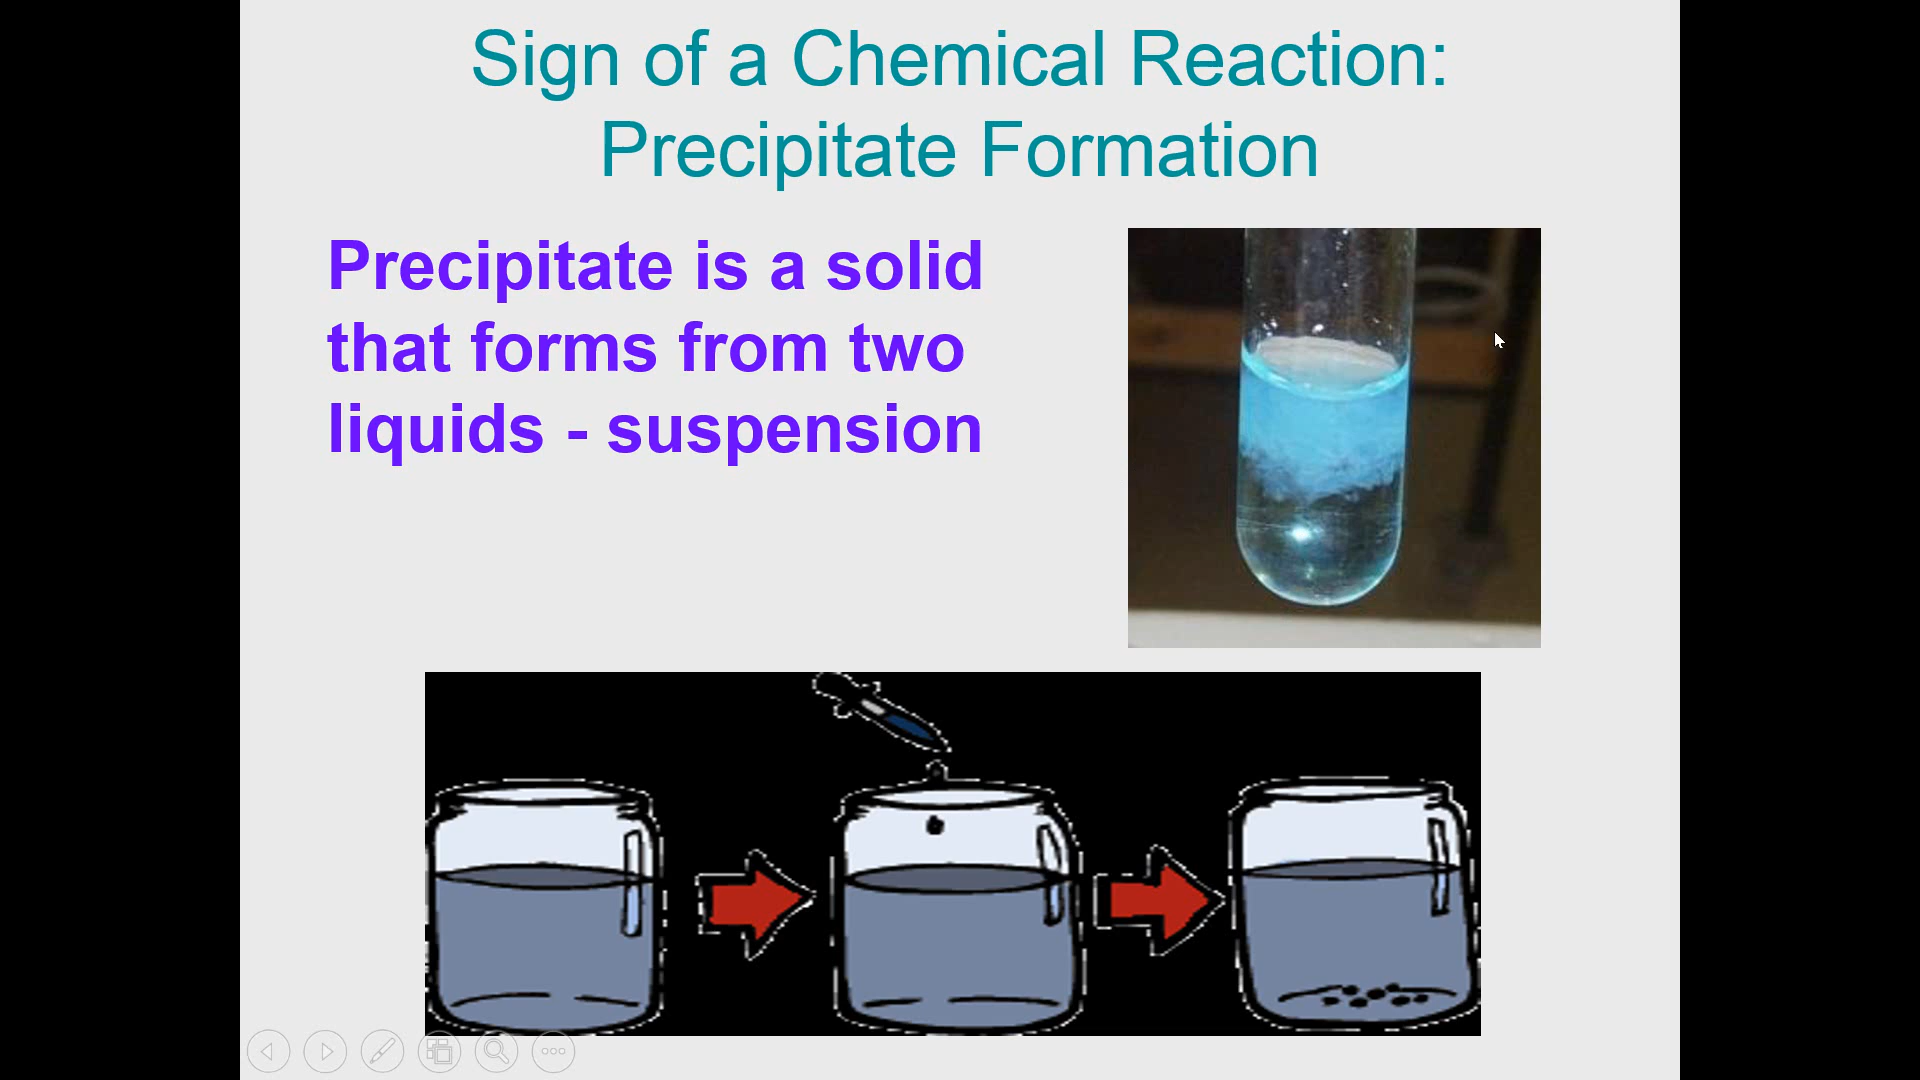 Sign of a Chemical Reaction:
Precipitate Formation
Precipitate is a solid
that forms from two
liquids - suspension